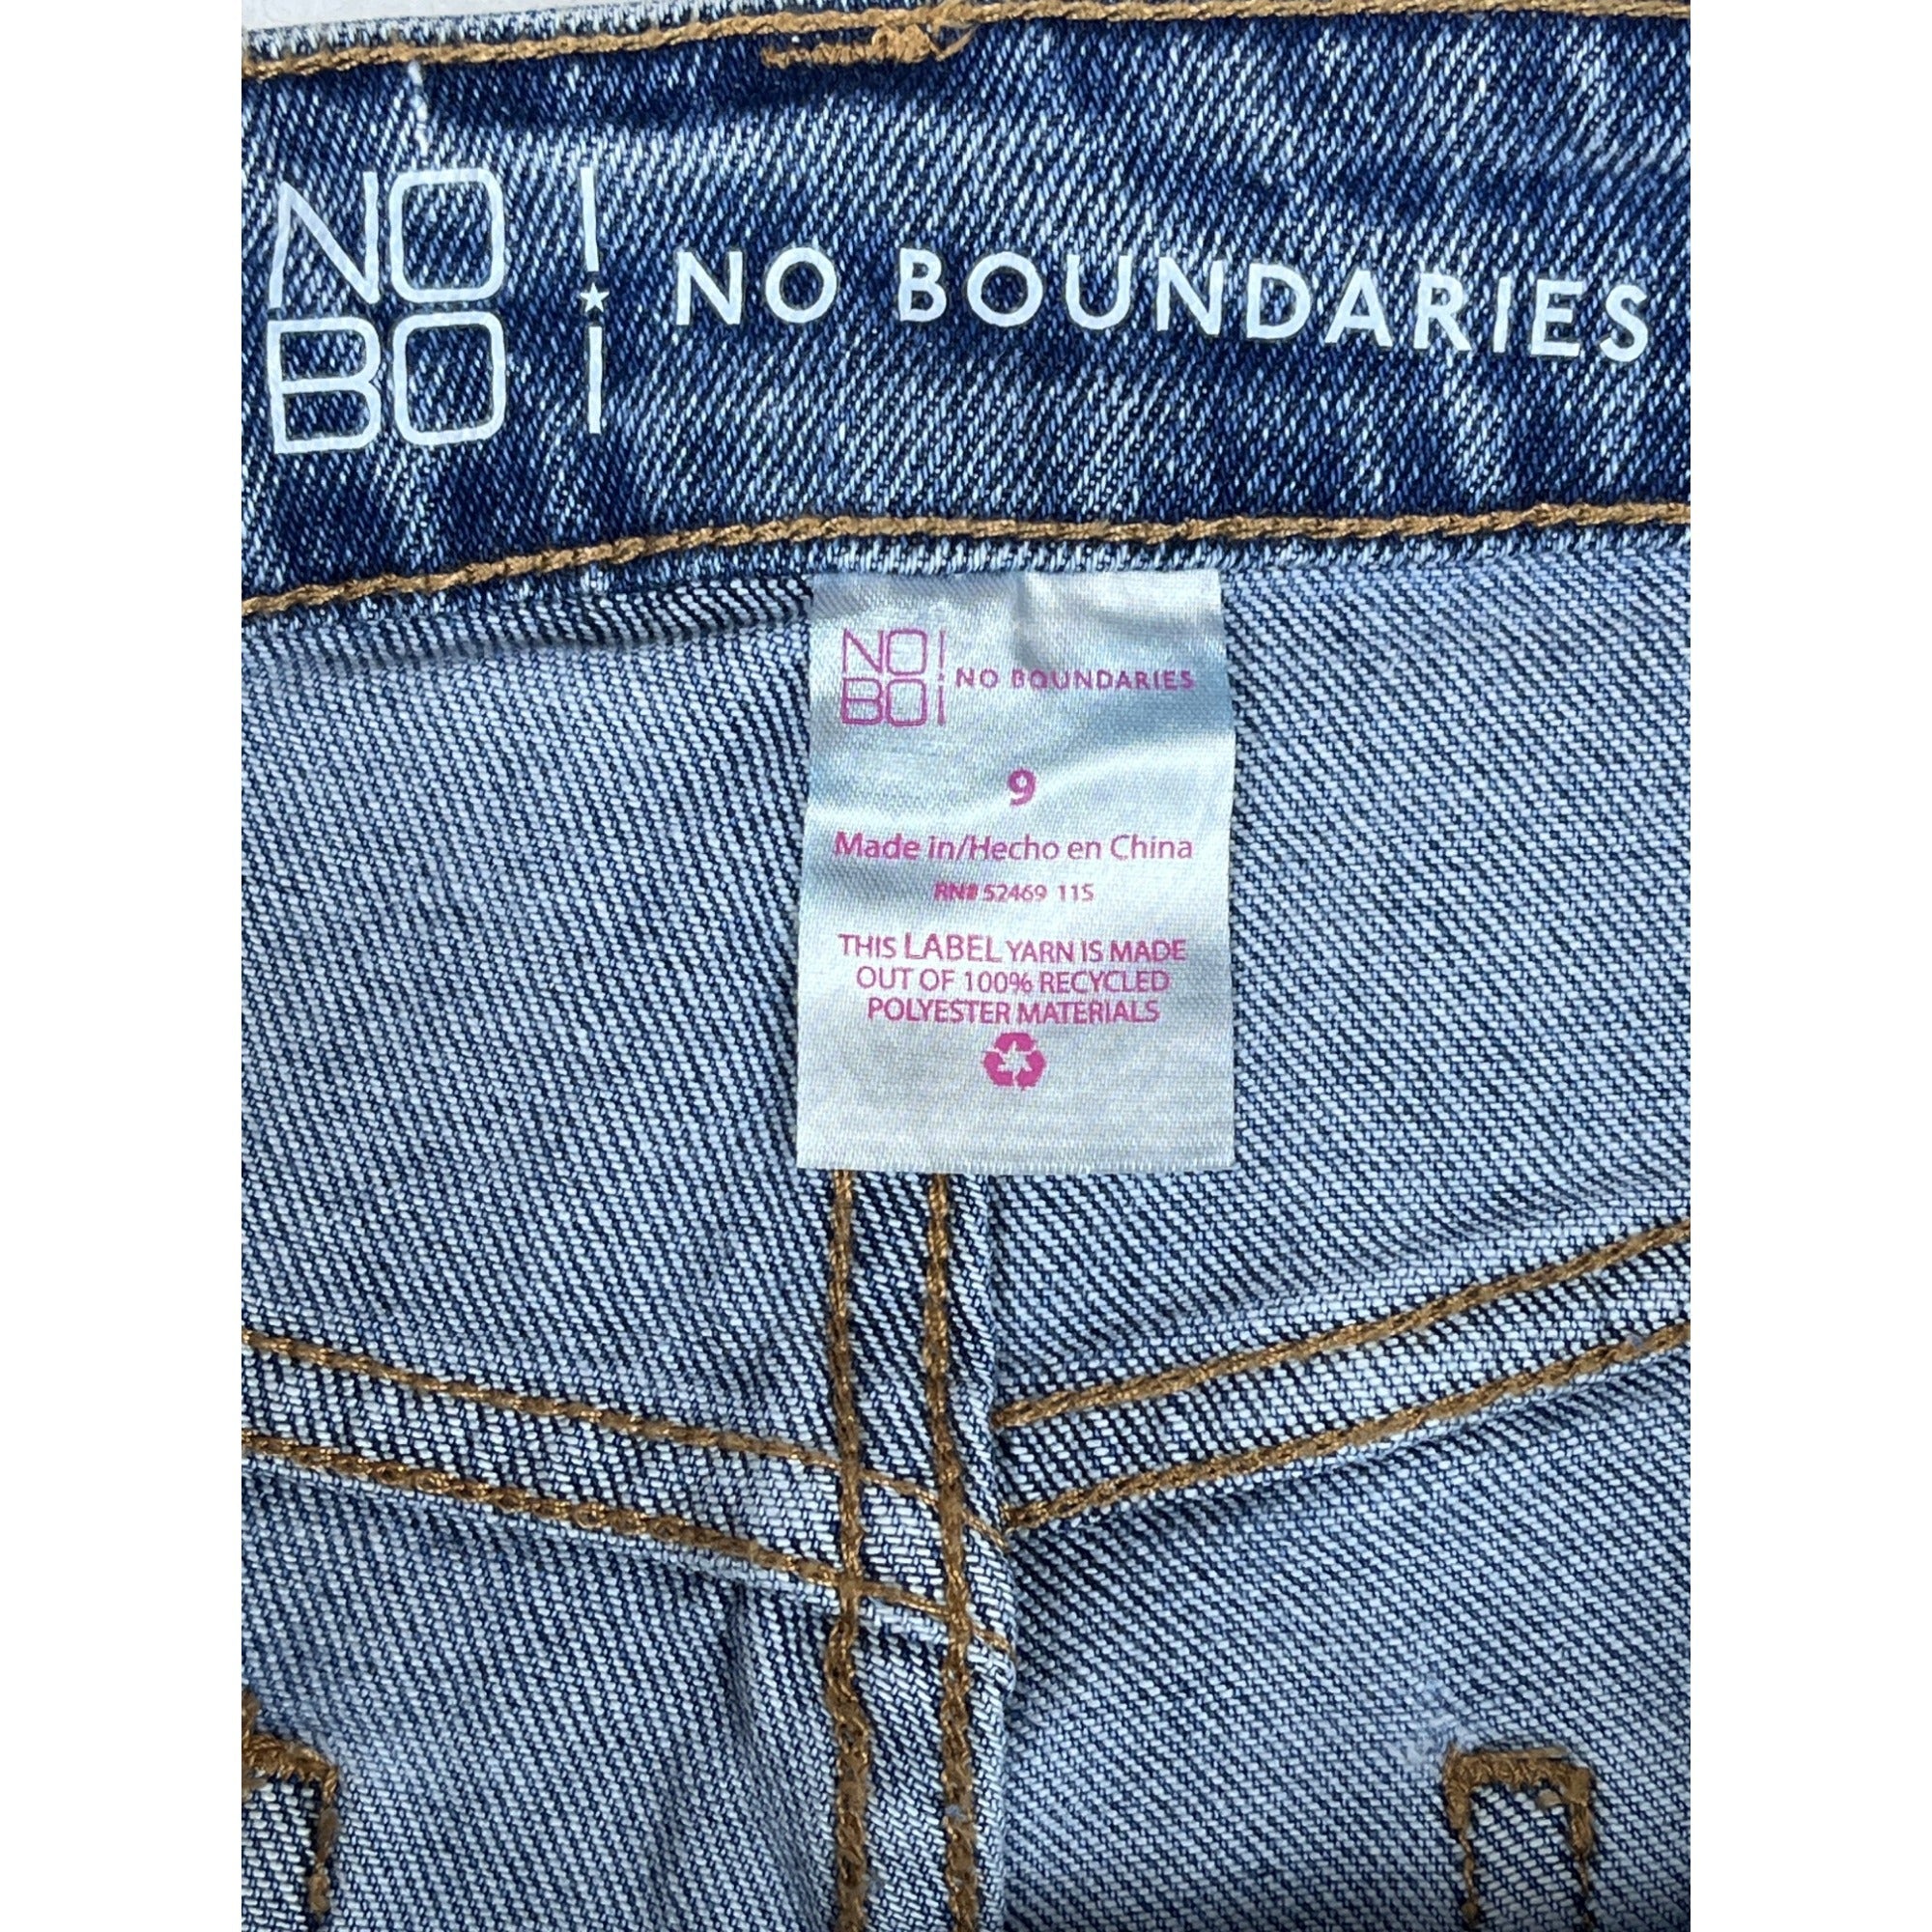 NO
BO
NO BOUNDARIES
NO
BO
NO BOUNDARIES
9
Made in/Hecho en China
RN# 52469 11S
THIS LABEL YARN IS MADE
OUT OF 100% RECYCLED
POLYESTER MATERIALS